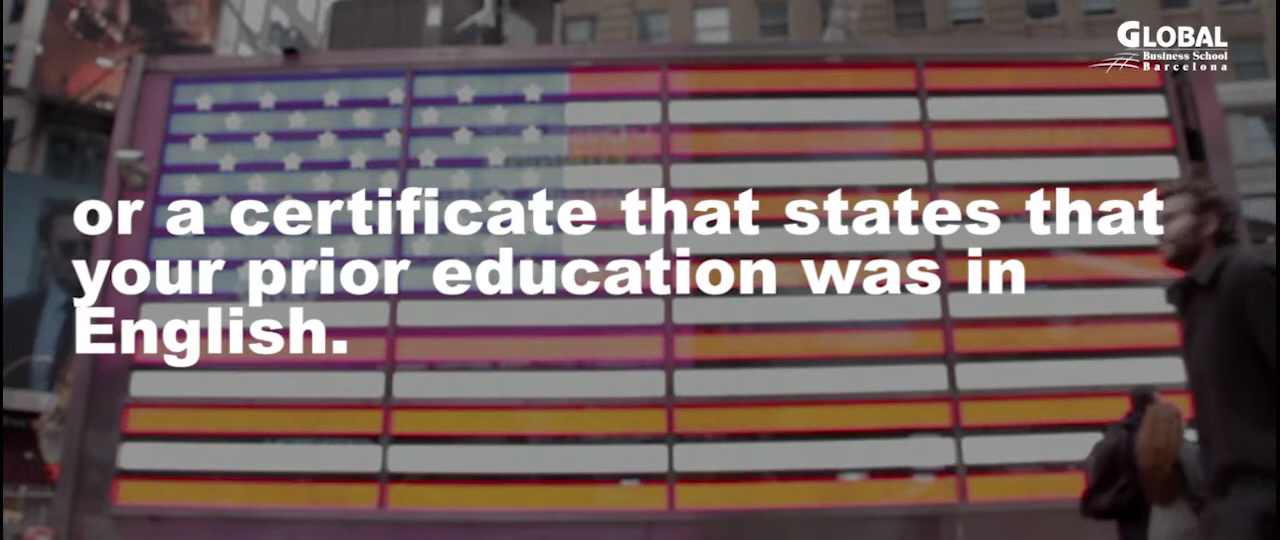 GLOBAL
Business School
Barcelona
or a certificate that states that
your prior education was in
English.